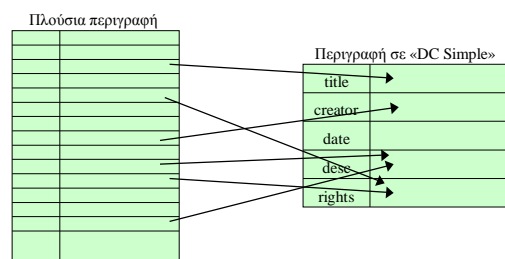 Πλούσια περιγραφή
Περιγραφή σε «DC Simple»
title
creator
date
desc
rights